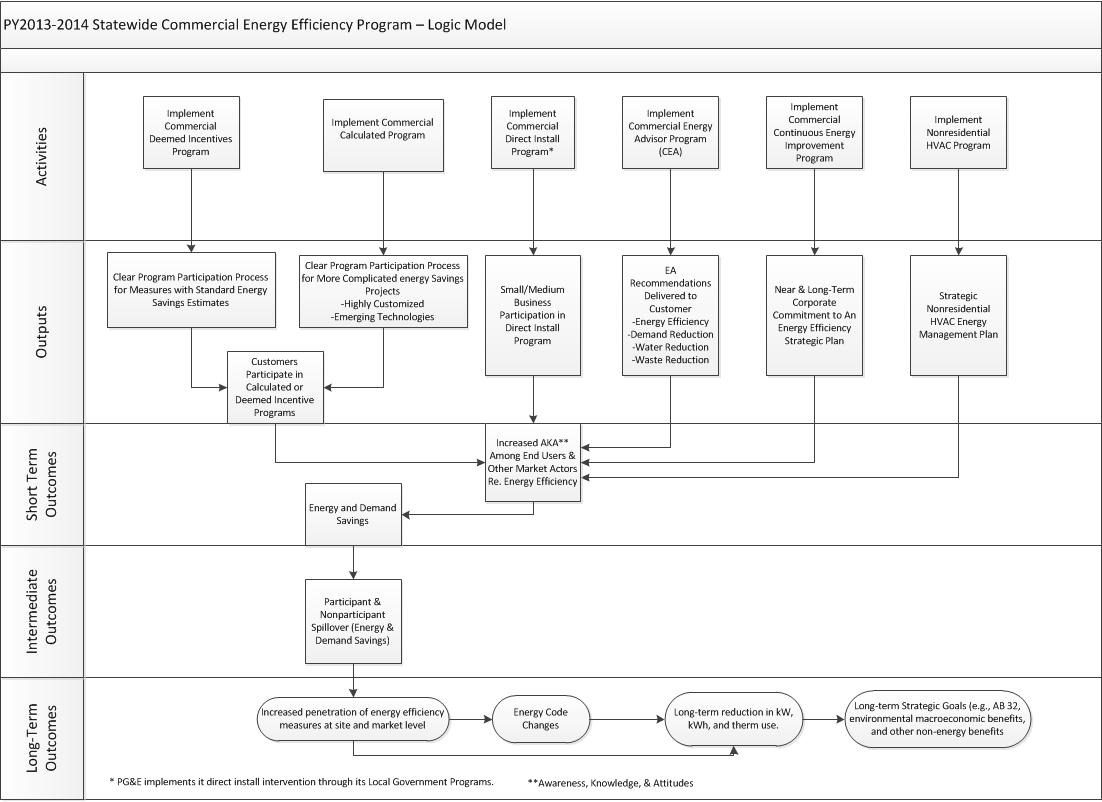 PY2013-2014 Statewide Commercial Energy Efficiency Program – Logic Model
Activities
Implement
Commercial
Deemed Incentives
Program
Implement Commercial
Calculated Program
Implement
Commercial
Direct Install
Program*
Implement
Commercial Energy
Advisor Program
(CEA)
Implement
Commercial
Continuous Energy
Improvement
Program
Implement
Nonresidential
HVAC Program
Outputs
Clear Program Participation Process
for Measures with Standard Energy
Savings Estimates
Clear Program Participation Process
for More Complicated energy Savings
Projects
-Highly Customized
-Emerging Technologies
Small/Medium
Business
Participation in
Direct Install
Program
EA
Recommendations
Delivered to
Customer
-Energy Efficiency
-Demand Reduction
-Water Reduction
-Waste Reduction
Near & Long-Term
Corporate
Commitment to An
Energy Efficiency
Strategic Plan
Strategic
Nonresidential
HVAC Energy
Management Plan
Customers
Participate in
Calculated or
Deemed Incentive
Programs
Short Term
Outcomes
Increased AKA**
Among End Users &
Other Market Actors
Re. Energy Efficiency
Energy and Demand
Savings
Intermediate
Outcomes
Participant &
Nonparticipant
Spillover (Energy &
Demand Savings)
Long-Term
Outcomes
Increased penetration of energy efficiency
measures at site and market level
Energy Code
Changes
Long-term reduction in kW,
kWh, and therm use.
Long-term Strategic Goals (e.g., AB 32,
environmental macroeconomic benefits,
and other non-energy benefits
* PG&E implements it direct install intervention through its Local Government Programs.
**Awareness, Knowledge, & Attitudes